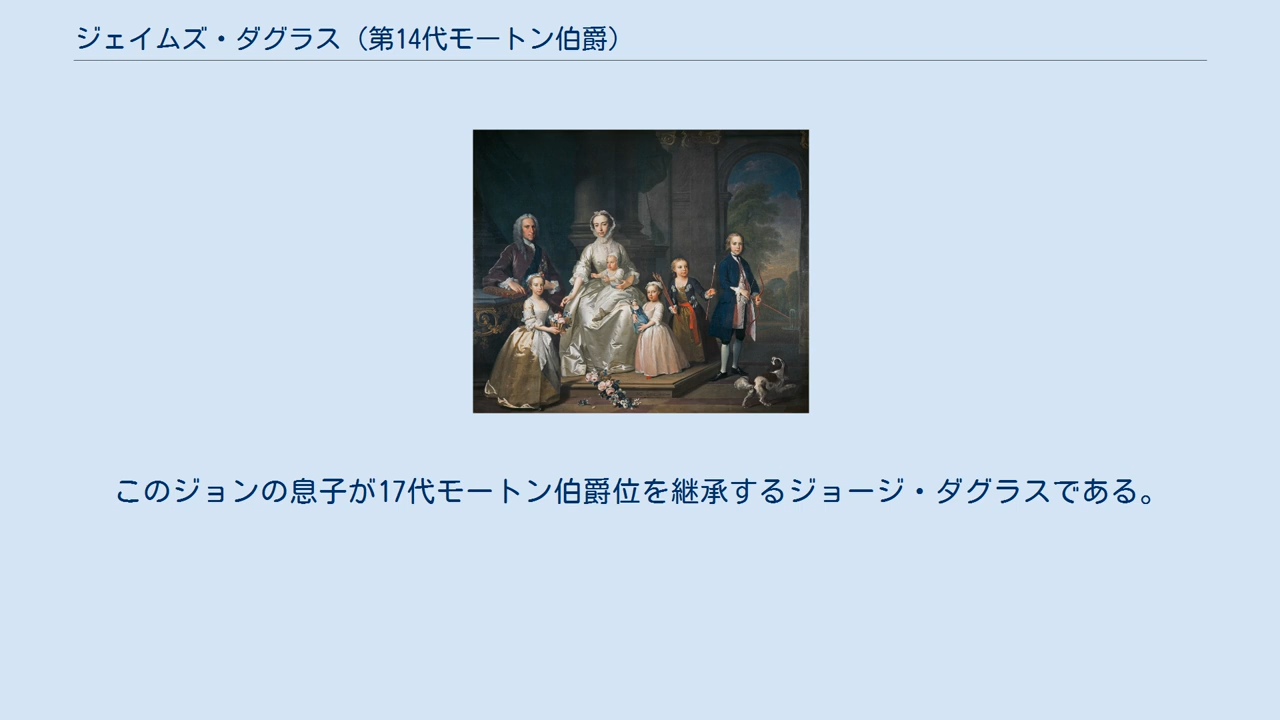 ジェイムズ・ダグラス（第14代モートン伯爵）
このジョンの息子が17代モートン伯爵位を継承するジョージ・ダグラスである。